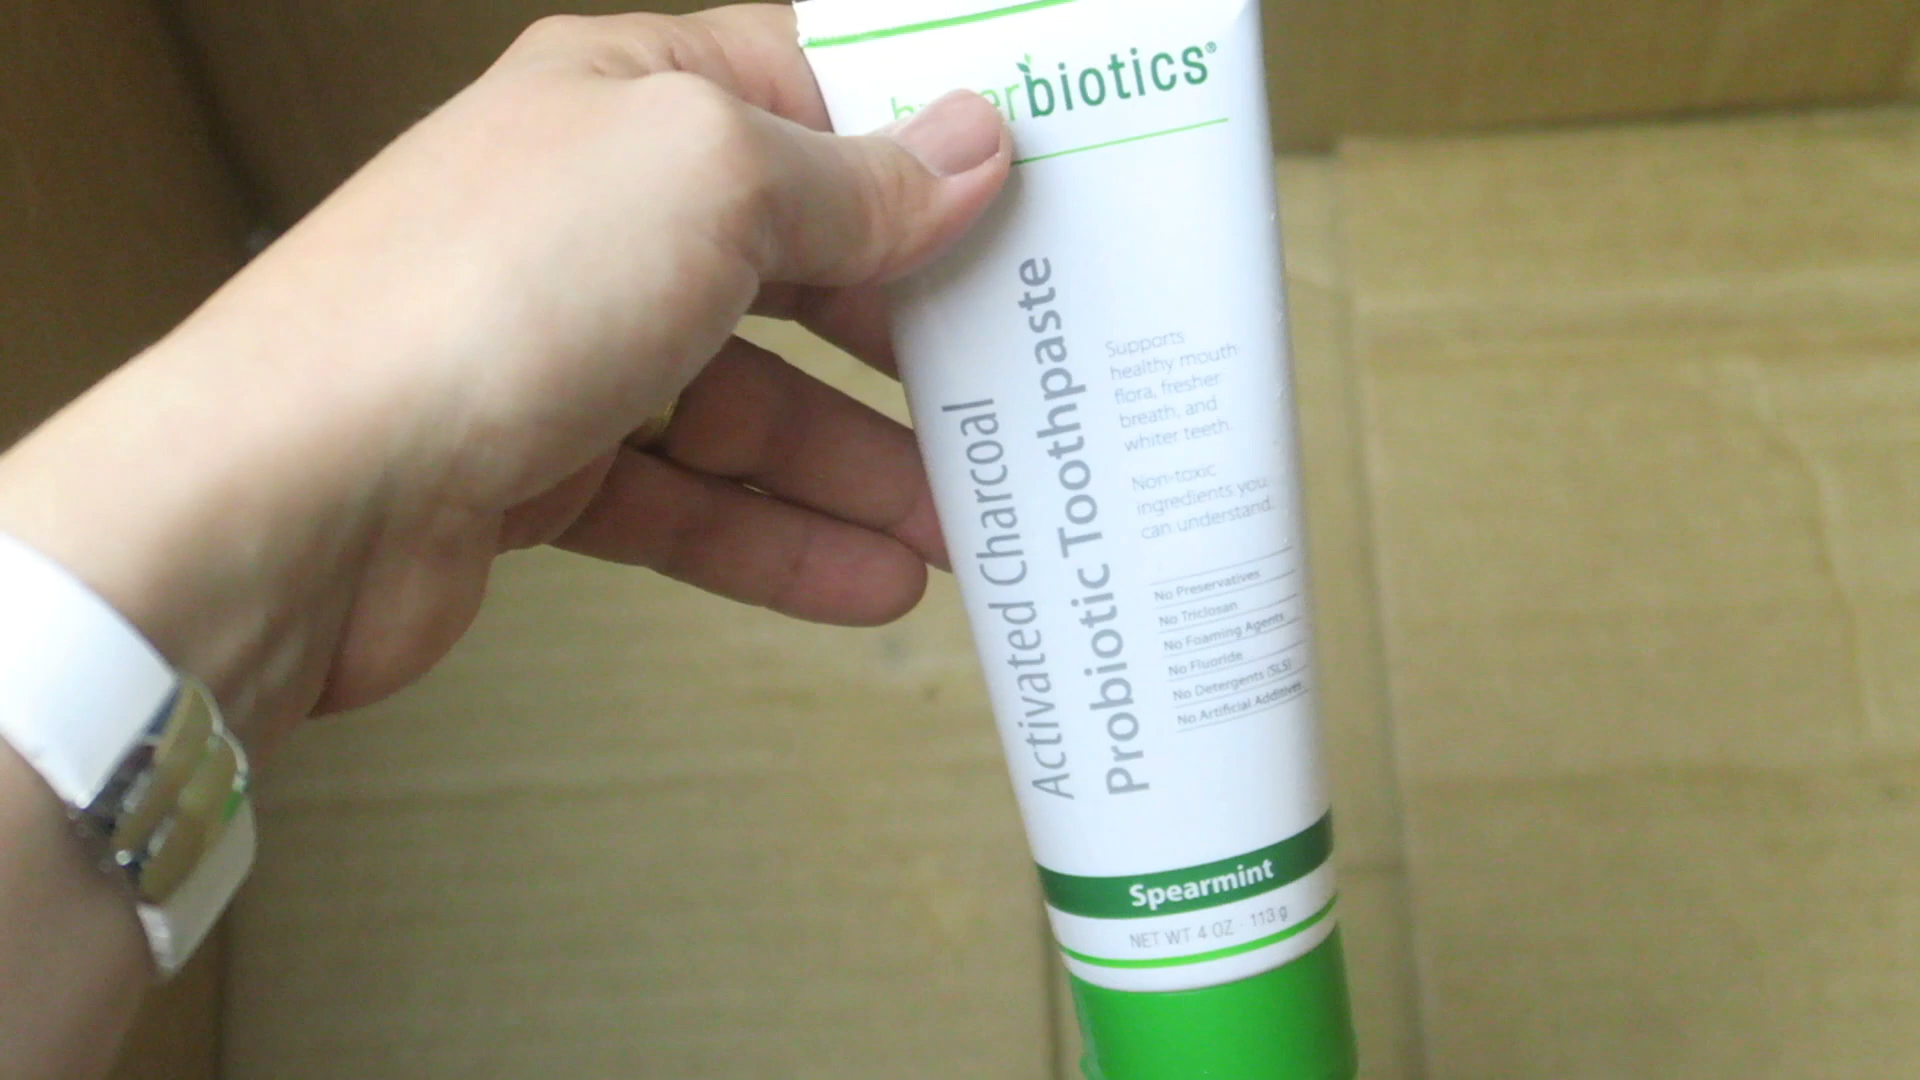 hyperbiotics®
Activated Charcoal
Probiotic Toothpaste
Supports
healthy mouth
flora, fresher
breath, and
whiter teeth.
Non-toxic
ingredients you
can understand.
No Preservatives
No Triclosan
No Foaming Agents
No Fluoride
No Detergents (SLS)
No Artificial Additives
Spearmint
NET WT 4 OZ · 113 g